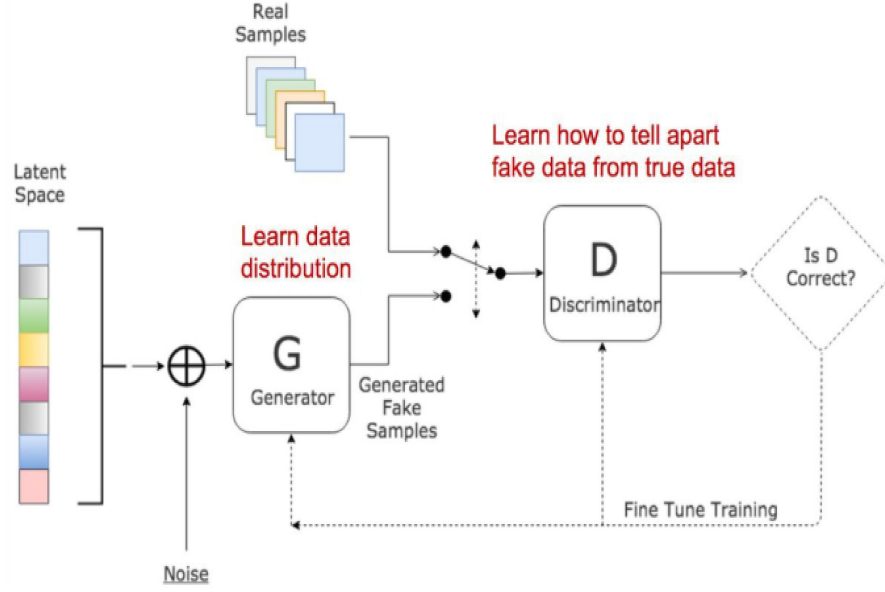 Real
Samples
Learn how to tell apart
fake data from true data
Latent
Space
Learn data
distribution
Is D
Correct?
D
Discriminator
G
Generator
Generated
Fake
Samples
Fine Tune Training
Noise